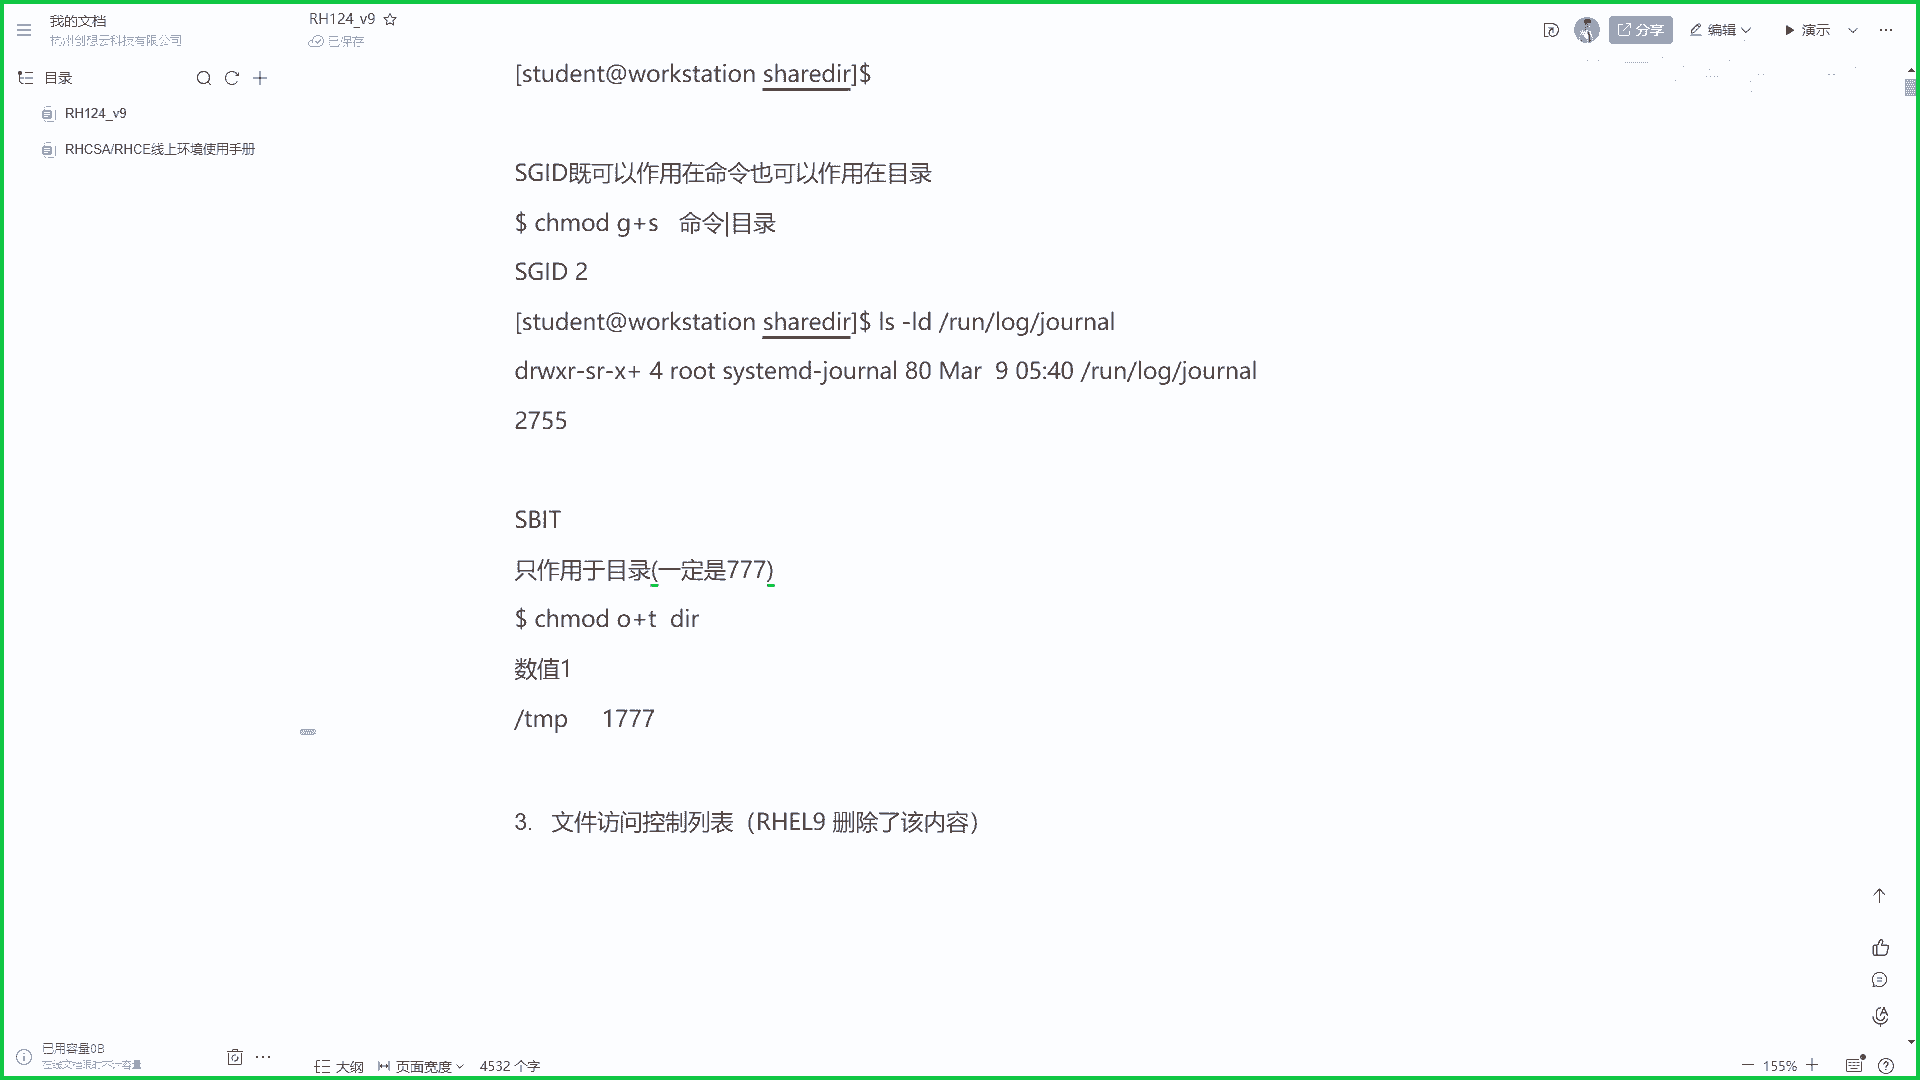 我的文档
杭州创想云科技有限公司
RH124_v9
已保存
分享
编辑
演示
目录
RH124_v9
RHCSA/RHCE线上环境使用手册
[student@workstation sharedir]$
SGID既可以作用在命令也可以作用在目录
$ chmod g+s   命令|目录
SGID 2
[student@workstation sharedir]$ ls -ld /run/log/journal
drwxr-sr-x+ 4 root systemd-journal 80 Mar  9 05:40 /run/log/journal
2755
SBIT
只作用于目录(一定是777)
$ chmod o+t  dir
数值1
/tmp     1777
3.   文件访问控制列表（RHEL9 删除了该内容）
已用容量0B
大纲
页面宽度
4532 个字
155%